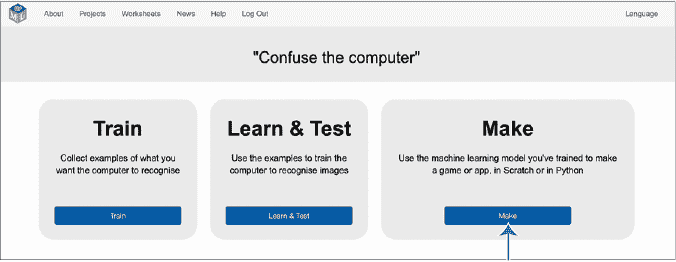 About Projects Worksheets News Help Log Out Language
"Confuse the computer"
Train
Collect examples of what you
want the computer to recognise
Train
Learn & Test
Use the examples to train the
computer to recognise images
Learn & Test
Make
Use the machine learning model you've trained to make
a game or app, in Scratch or in Python
Make